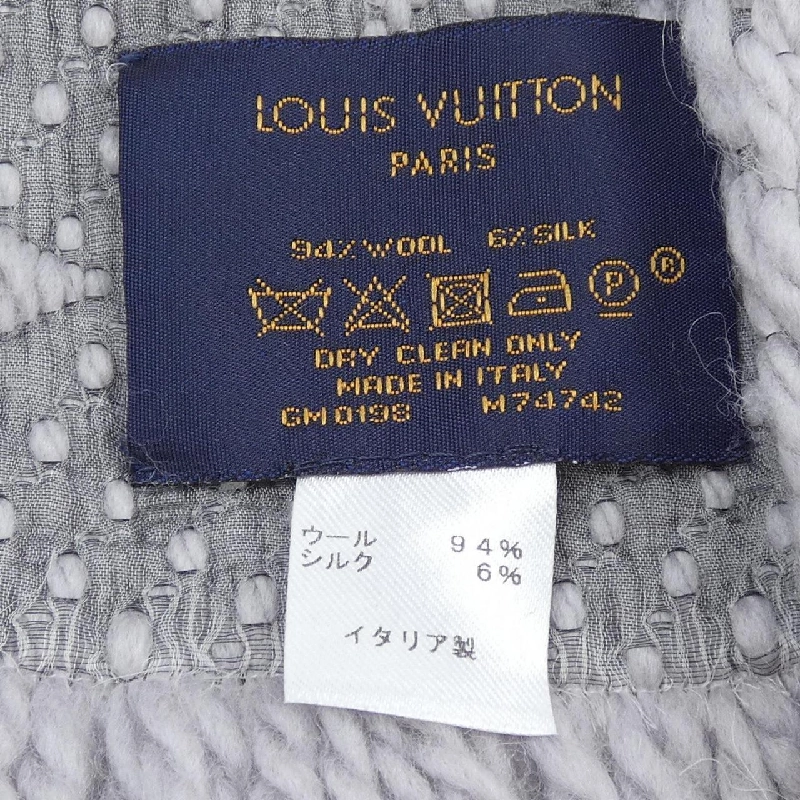 LOUIS VUITTON
PARIS
94% WOOL 6% SILK
P ®
DRY CLEAN ONLY
MADE IN ITALY
GM0198 M74742
ウール 94%
シルク 6%
イタリア製